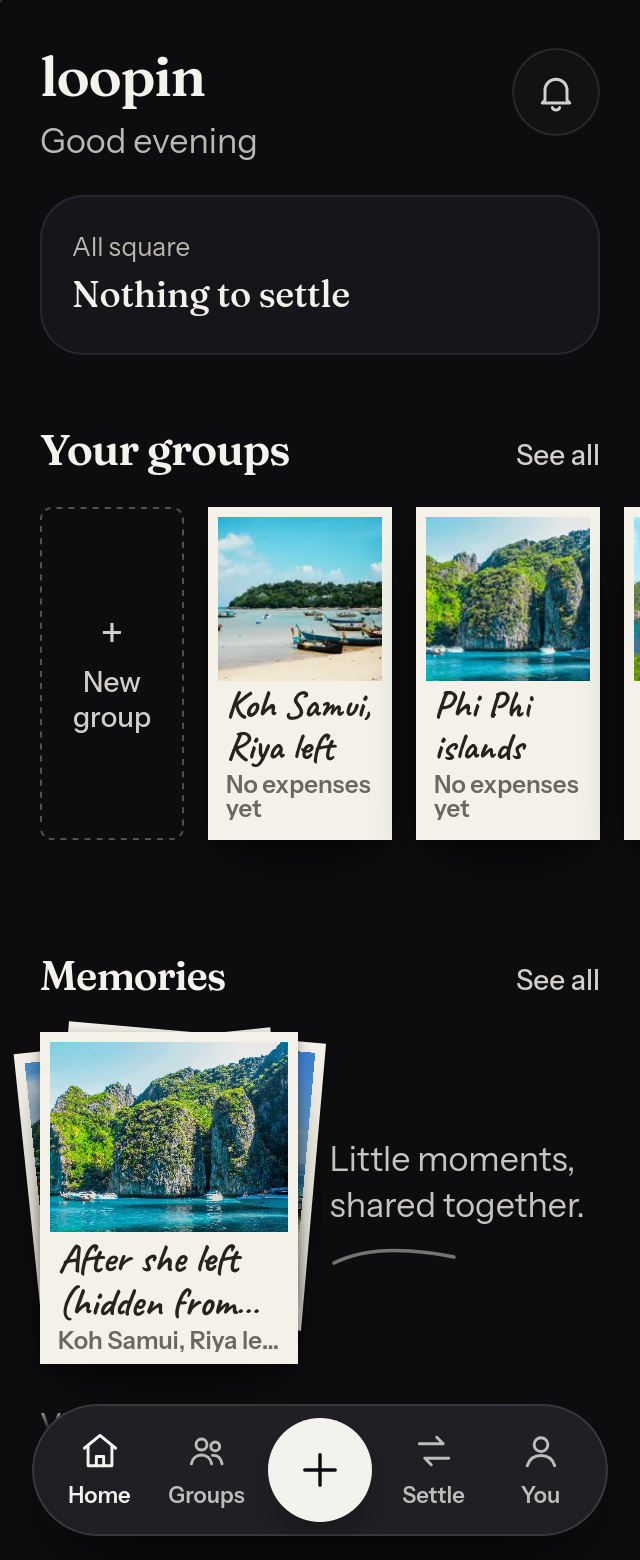 loopin
Good evening
All square
Nothing to settle
Your groups
See all
+
New
group
Koh Samui,
Riya left
No expenses
yet
Phi Phi
islands
No expenses
yet
Memories
See all
After she left
(hidden from...
Koh Samui, Riya le...
Little moments,
shared together.
Home
Groups
Settle
You